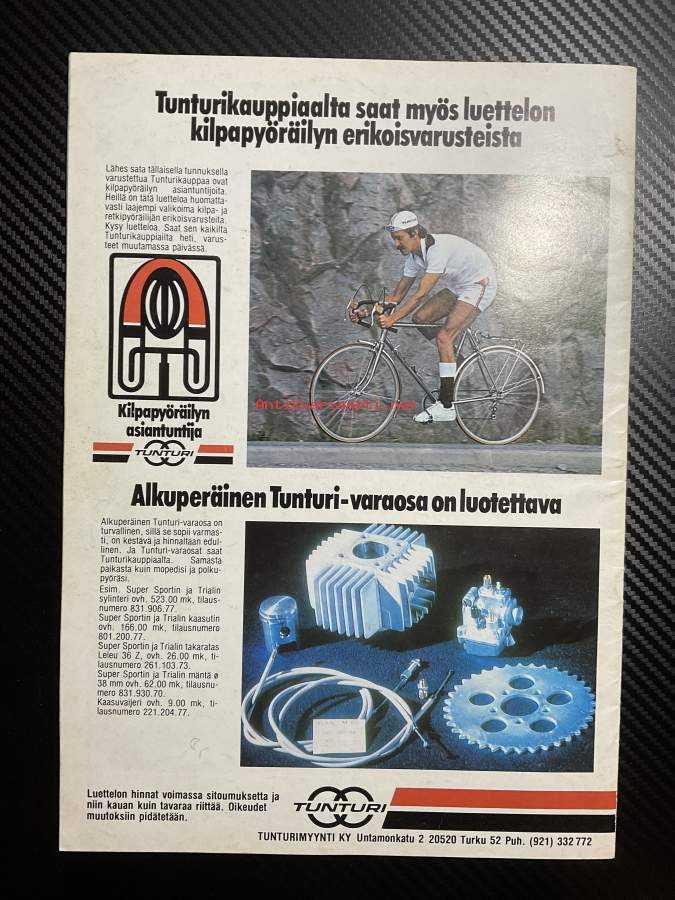 Tunturikauppiaalta saat myös luettelon
kilpapyöräilyn erikoisvarusteista
Lähes sata tällaisella tunnuksella
varustettua Tunturikauppaa ovat
kilpapyöräilyn asiantuntijoita.
Heillä on tätä luetteloa huomatta-
vasti laajempi valikoima kilpa- ja
retkipyöräilijän erikoisvarusteita.
Kysy luetteloa. Saat sen kaikilta
Tunturikauppiailta heti, varus-
teet muutamassa päivässä.
Kilpapyöräilyn
asiantuntija
TUNTURI
Antikvariaatti.net
Alkuperäinen Tunturi-varaosa on luotettava
Alkuperäinen Tunturi-varaosa on
turvallinen, sillä se sopii varmas-
ti, on kestävä ja hinnaltaan edul-
linen. Ja Tunturi-varaosat saat
Tunturikauppiaalta. Samasta
paikasta kuin mopedisi ja polku-
pyöräsi.
Esim. Super Sportin ja Trialin
sylinteri ovh. 523.00 mk, tilaus-
numero 831.906.77.
Super Sportin ja Trialin kaasutin
ovh. 166.00 mk, tilausnumero
801.200.77.
Super Sportin ja Trialin takaratas
Leleu 36 Z, ovh. 26.00 mk, ti-
lausnumero 261.103.73.
Super Sportin ja Trialin mäntä ø
38 mm ovh. 62.00 mk, tilausnu-
mero 831.930.70.
Kaasuvaijeri ovh. 9.00 mk, ti-
lausnumero 221.204.77.
Luettelon hinnat voimassa sitoumuksetta ja
niin kauan kuin tavaraa riittää. Oikeudet
muutoksiin pidätetään.
TUNTURI
TUNTURIMYYNTI KY Untamonkatu 2 20520 Turku 52 Puh. (921) 332 772